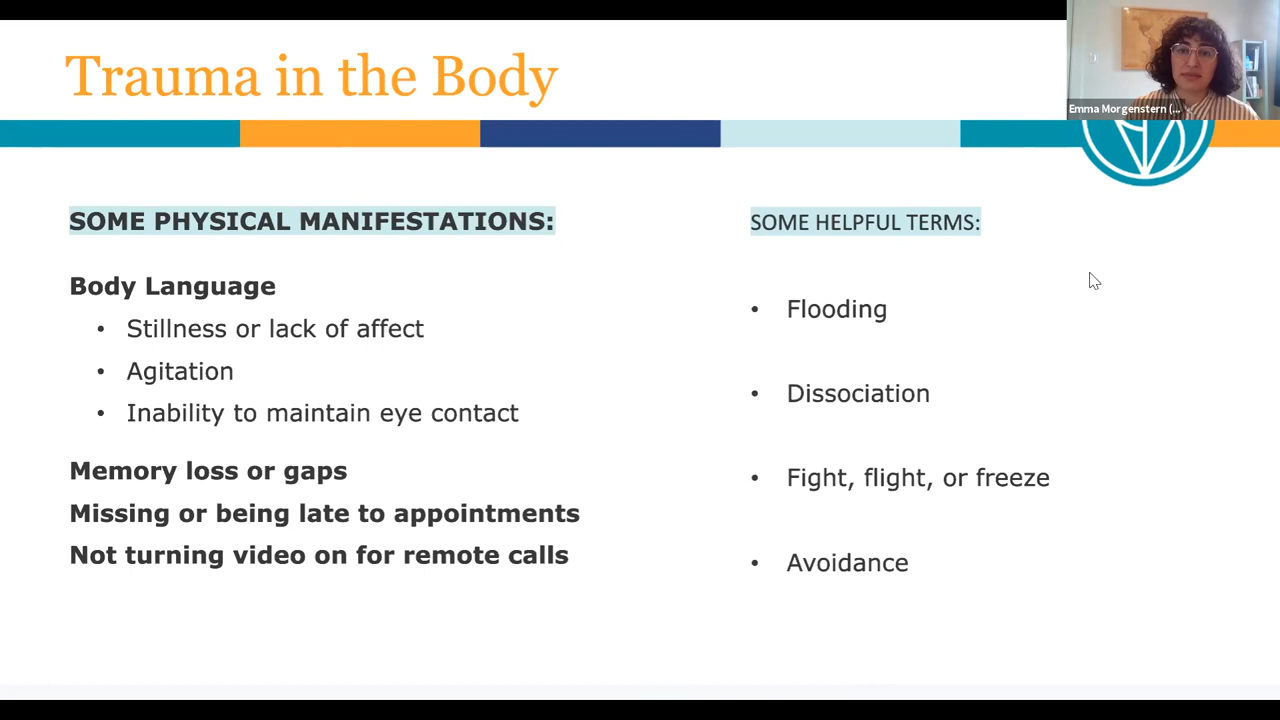 Trauma in the Body
Emma Morgenstern (...
SOME PHYSICAL MANIFESTATIONS:
Body Language
• Stillness or lack of affect
• Agitation
• Inability to maintain eye contact
Memory loss or gaps
Missing or being late to appointments
Not turning video on for remote calls
SOME HELPFUL TERMS:
• Flooding
• Dissociation
• Fight, flight, or freeze
• Avoidance